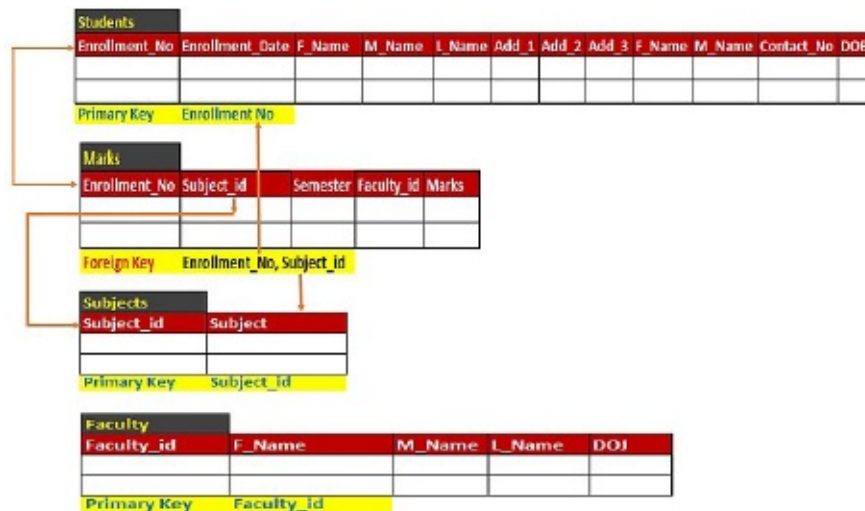 Students
Enrollment_No Enrollment_Date F_Name M_Name L_Name Add_1 Add_2 Add_3 F_Name M_Name Contact_No DOB
Primary Key Enrollment No
Marks
Enrollment_No Subject_id Semester Faculty_id Marks
Foreign Key Enrollment_No, Subject_id
Subjects
Subject_id Subject
Primary Key Subject_id
Faculty
Faculty_id F_Name M_Name L_Name DOJ
Primary Key Faculty_id